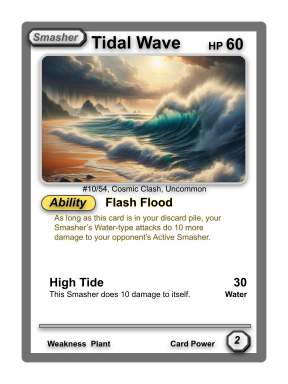 Smasher Tidal Wave HP 60
#10/54, Cosmic Clash, Uncommon
Ability Flash Flood
As long as this card is in your discard pile, your
Smasher's Water-type attacks do 10 more
damage to your opponent's Active Smasher.
High Tide 30
This Smasher does 10 damage to itself. Water
Weakness Plant Card Power 2